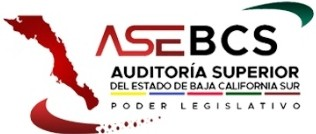 ASEBCS
AUDITORÍA SUPERIOR
DEL ESTADO DE BAJA CALIFORNIA SUR
PODER LEGISLATIVO